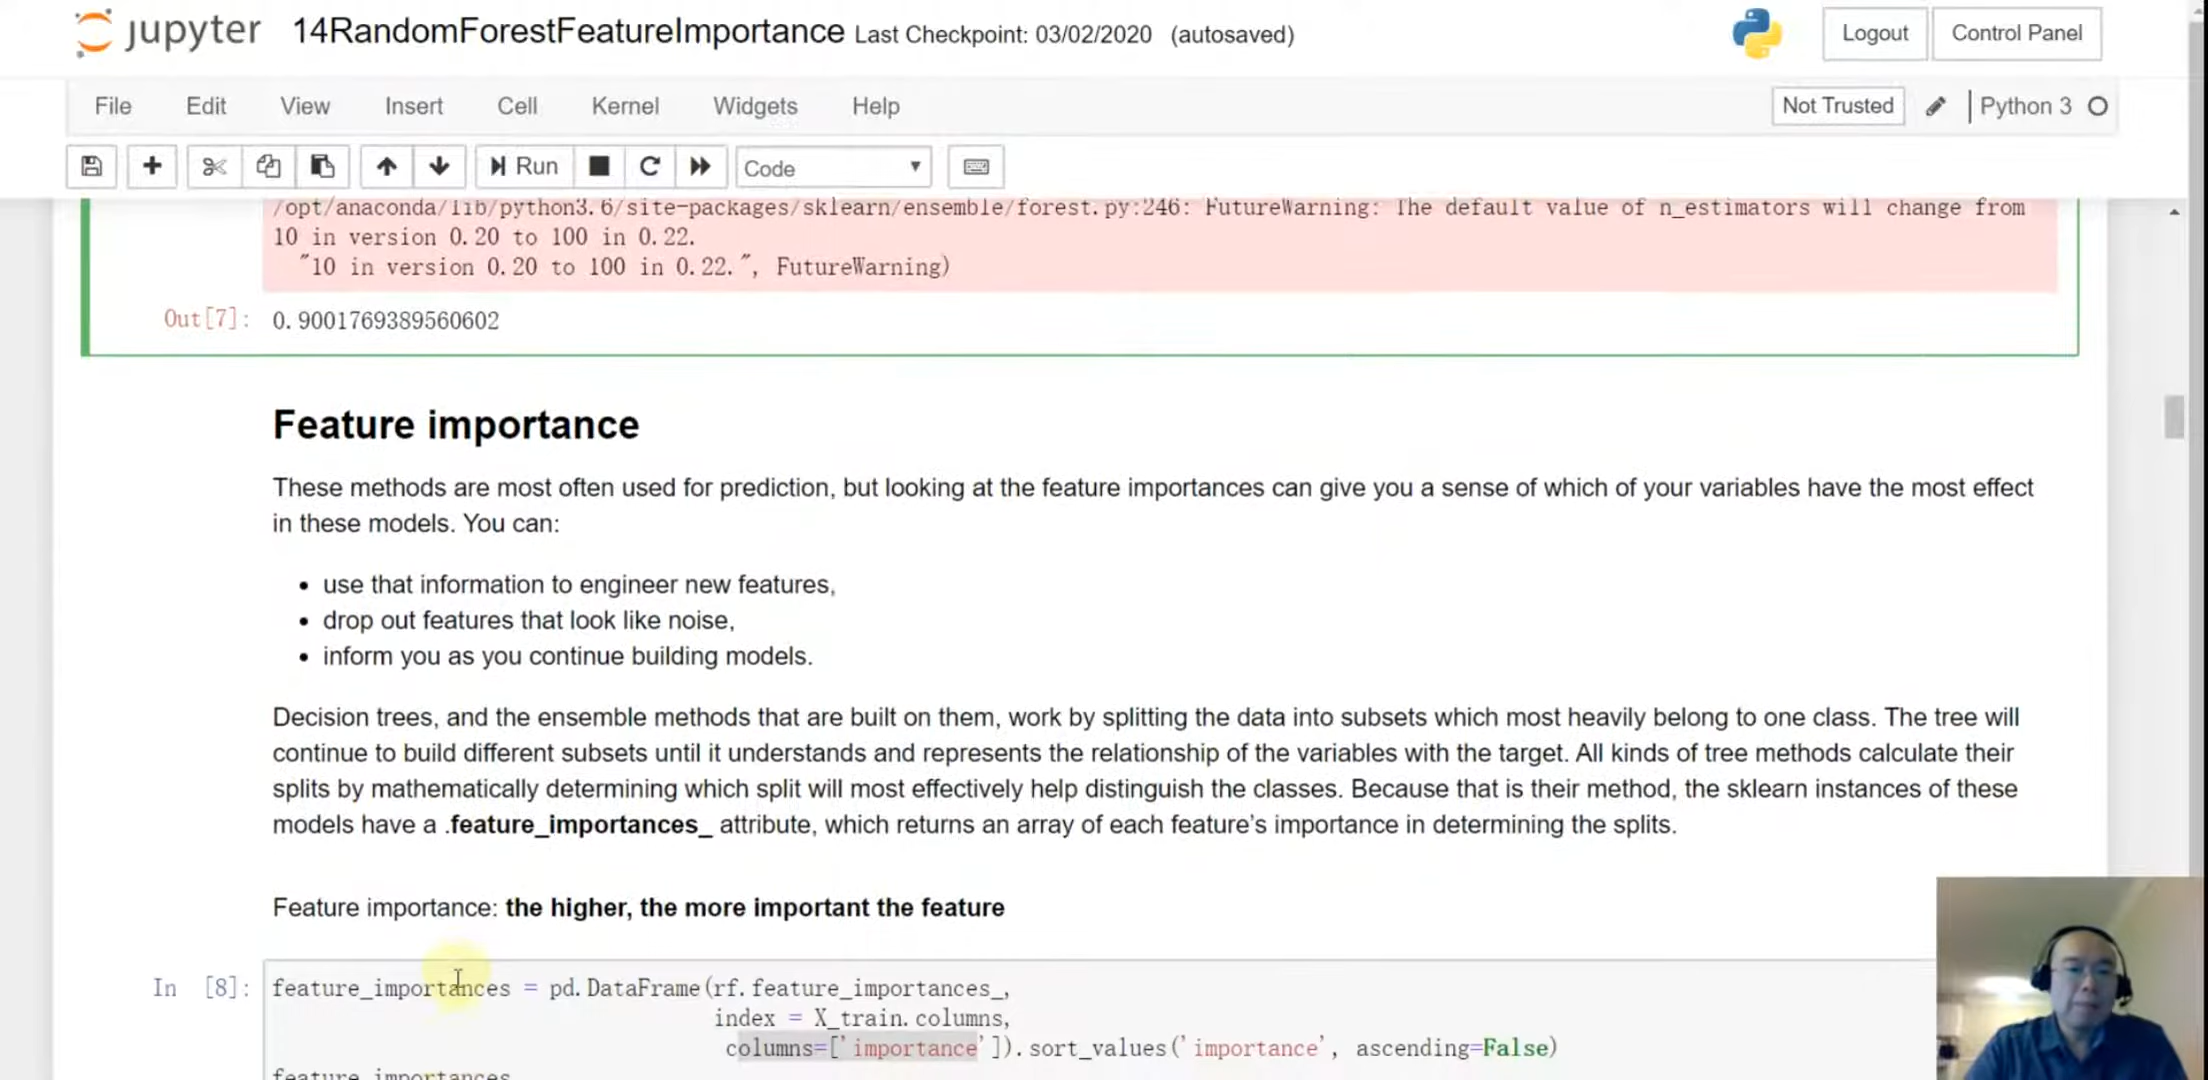 jupyter 14RandomForestFeatureImportance Last Checkpoint: 03/02/2020 (autosaved) Logout Control Panel
File Edit View Insert Cell Kernel Widgets Help Not Trusted Python 3
Run Code
/opt/anaconda/lib/python3.6/site-packages/sklearn/ensemble/forest.py:246: FutureWarning: The default value of n_estimators will change from
10 in version 0.20 to 100 in 0.22.
"10 in version 0.20 to 100 in 0.22.", FutureWarning)
Out[7]: 0.9001769389560602
Feature importance
These methods are most often used for prediction, but looking at the feature importances can give you a sense of which of your variables have the most effect
in these models. You can:
• use that information to engineer new features,
• drop out features that look like noise,
• inform you as you continue building models.
Decision trees, and the ensemble methods that are built on them, work by splitting the data into subsets which most heavily belong to one class. The tree will
continue to build different subsets until it understands and represents the relationship of the variables with the target. All kinds of tree methods calculate their
splits by mathematically determining which split will most effectively help distinguish the classes. Because that is their method, the sklearn instances of these
models have a .feature_importances_ attribute, which returns an array of each feature's importance in determining the splits.
Feature importance: the higher, the more important the feature
In [8]: feature_importances = pd.DataFrame(rf.feature_importances_,
index = X_train.columns,
columns=['importance']).sort_values('importance', ascending=False)
feature_importances